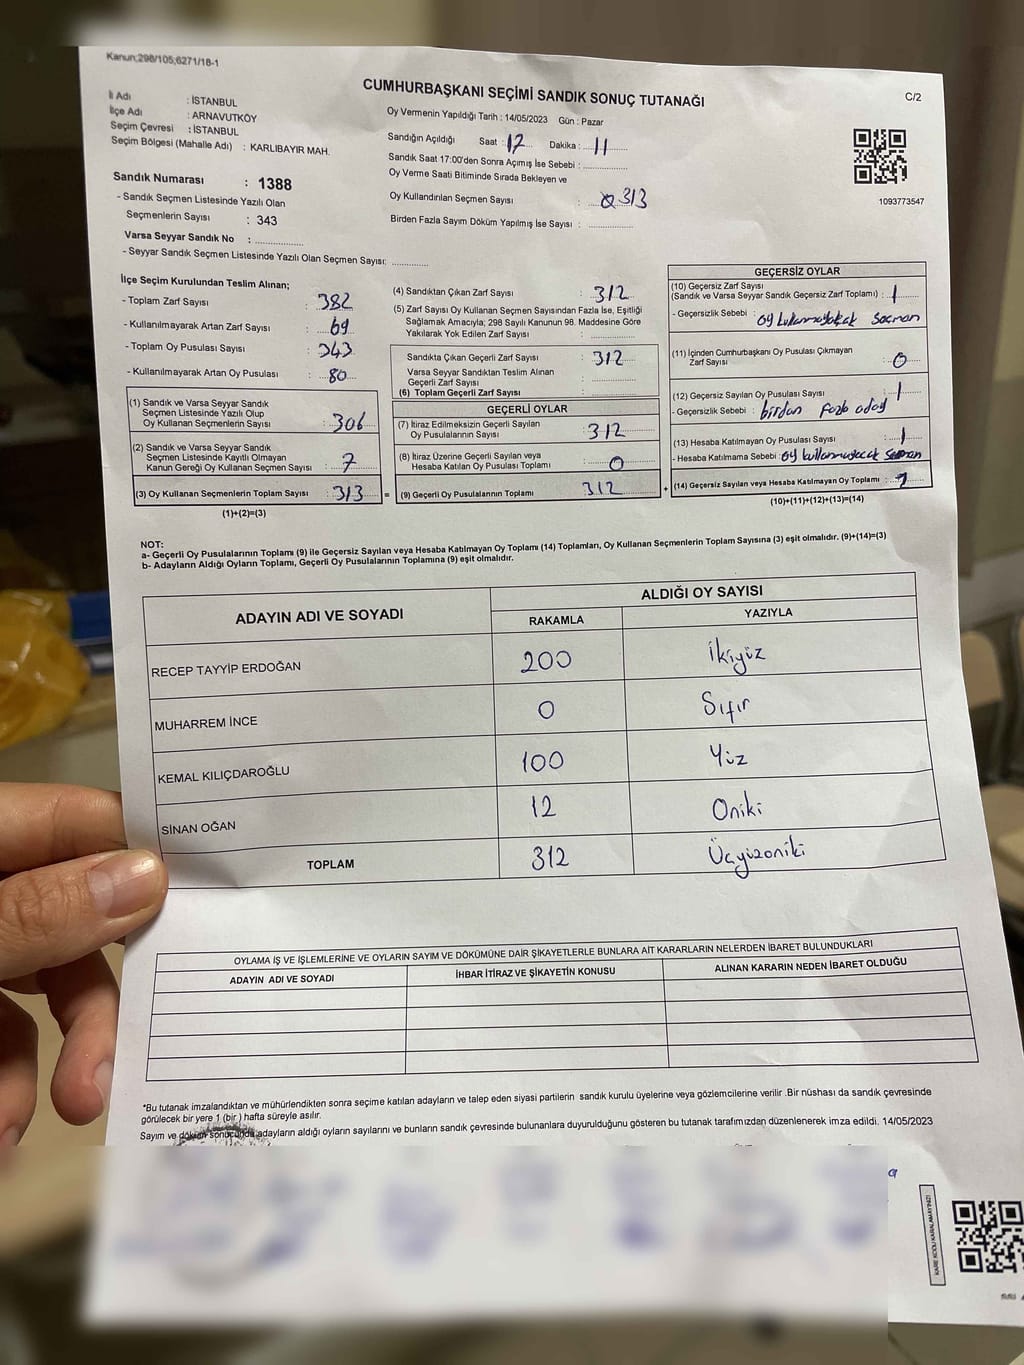 Kanun;298/105;6271/18-1
CUMHURBAŞKANI SEÇİMİ SANDIK SONUÇ TUTANAĞI
C/2
İl Adı : İSTANBUL
İlçe Adı : ARNAVUTKÖY
Seçim Çevresi : İSTANBUL
Seçim Bölgesi (Mahalle Adı) : KARLIBAYIR MAH.
Sandık Numarası : 1388
- Sandık Seçmen Listesinde Yazılı Olan
Seçmenlerin Sayısı : 343
Varsa Seyyar Sandık No : ..............
- Seyyar Sandık Seçmen Listesinde Yazılı Olan Seçmen Sayısı: ..............
Oy Vermenin Yapıldığı Tarih : 14/05/2023 Gün : Pazar
Sandığın Açıldığı Saat : 12 Dakika : 11
Sandık Saat 17:00'den Sonra Açımış İse Sebebi : ..............
Oy Verme Saati Bitiminde Sırada Bekleyen ve
Oy Kullandırılan Seçmen Sayısı : 313
Birden Fazla Sayım Döküm Yapılmış İse Sayısı : ..............
1093773547
İlçe Seçim Kurulundan Teslim Alınan;
- Toplam Zarf Sayısı : 382
- Kullanılmayarak Artan Zarf Sayısı : 69
- Toplam Oy Pusulası Sayısı : 343
- Kullanılmayarak Artan Oy Pusulası : 80
(1) Sandık ve Varsa Seyyar Sandık
Seçmen Listesinde Yazılı Olup
Oy Kullanan Seçmenlerin Sayısı : 306
(2) Sandık ve Varsa Seyyar Sandık
Seçmen Listesinde Kayıtlı Olmayan
Kanun Gereği Oy Kullanan Seçmen Sayısı : 7
(3) Oy Kullanan Seçmenlerin Toplam Sayısı : 313 =
(1)+(2)=(3)
(4) Sandıktan Çıkan Zarf Sayısı : 312
(5) Zarf Sayısı Oy Kullanan Seçmen Sayısından Fazla İse, Eşitliği
Sağlamak Amacıyla; 298 Sayılı Kanunun 98. Maddesine Göre
Yakılarak Yok Edilen Zarf Sayısı : ..............
Sandıkta Çıkan Geçerli Zarf Sayısı : 312
Varsa Seyyar Sandıktan Teslim Alınan
Geçerli Zarf Sayısı : ..............
(6) Toplam Geçerli Zarf Sayısı : ..............
GEÇERLİ OYLAR
(7) İtiraz Edilmeksizin Geçerli Sayılan
Oy Pusulalarının Sayısı : 312
(8) İtiraz Üzerine Geçerli Sayılan veya
Hesaba Katılan Oy Pusulası Toplamı : 0
(9) Geçerli Oy Pusulalarının Toplamı : 312 +
GEÇERSİZ OYLAR
(10) Geçersiz Zarf Sayısı
(Sandık ve Varsa Seyyar Sandık Geçersiz Zarf Toplamı) : 1
- Geçersizlik Sebebi : oy kullanmayacak seçmen
(11) İçinden Cumhurbaşkanı Oy Pusulası Çıkmayan
Zarf Sayısı : 0
(12) Geçersiz Sayılan Oy Pusulası Sayısı : 1
- Geçersizlik Sebebi : birden fazla aday
(13) Hesaba Katılmayan Oy Pusulası Sayısı : 1
- Hesaba Katılmama Sebebi : oy kullanmayacak seçmen
(14) Geçersiz Sayılan veya Hesaba Katılmayan Oy Toplamı :
(10)+(11)+(12)+(13)=(14)
NOT:
a- Geçerli Oy Pusulalarının Toplamı (9) ile Geçersiz Sayılan veya Hesaba Katılmayan Oy Toplamı (14) Toplamları, Oy Kullanan Seçmenlerin Toplam Sayısına (3) eşit olmalıdır. (9)+(14)=(3)
b- Adayların Aldığı Oyların Toplamı, Geçerli Oy Pusulalarının Toplamına (9) eşit olmalıdır.
ADAYIN ADI VE SOYADI
ALDIĞI OY SAYISI
RAKAMLA YAZIYLA
RECEP TAYYİP ERDOĞAN 200 İkiyüz
MUHARREM İNCE 0 Sıfır
KEMAL KILIÇDAROĞLU 100 Yüz
SİNAN OĞAN 12 Oniki
TOPLAM 312 Üçyüzoniki
OYLAMA İŞ VE İŞLEMLERİNE VE OYLARIN SAYIM VE DÖKÜMÜNE DAİR ŞİKAYETLERLE BUNLARA AİT KARARLARIN NELERDEN İBARET BULUNDUKLARI
ADAYIN ADI VE SOYADI İHBAR İTİRAZ VE ŞİKAYETİN KONUSU ALINAN KARARIN NEDEN İBARET OLDUĞU
*Bu tutanak imzalandıktan ve mühürlendikten sonra seçime katılan adayların ve talep eden siyasi partilerin sandık kurulu üyelerine veya gözlemcilerine verilir .Bir nüshası da sandık çevresinde
görülecek bir yere 1 (bir ) hafta süreyle asılır.
Sayım ve döküm sonucunda adayların aldığı oyların sayılarını ve bunların sandık çevresinde bulunanlara duyurulduğunu gösteren bu tutanak tarafımızdan düzenlenerek imza edildi. 14/05/2023
KARE KODU KARALAMAYINIZ!